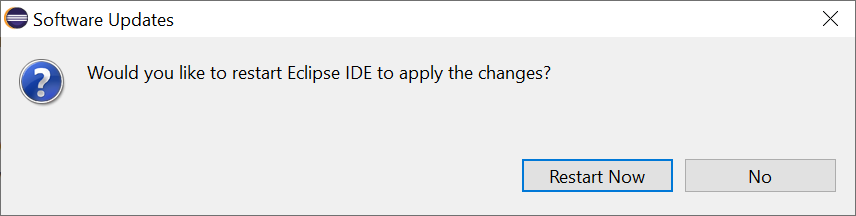 Software Updates
Would you like to restart Eclipse IDE to apply the changes?
Restart Now
No